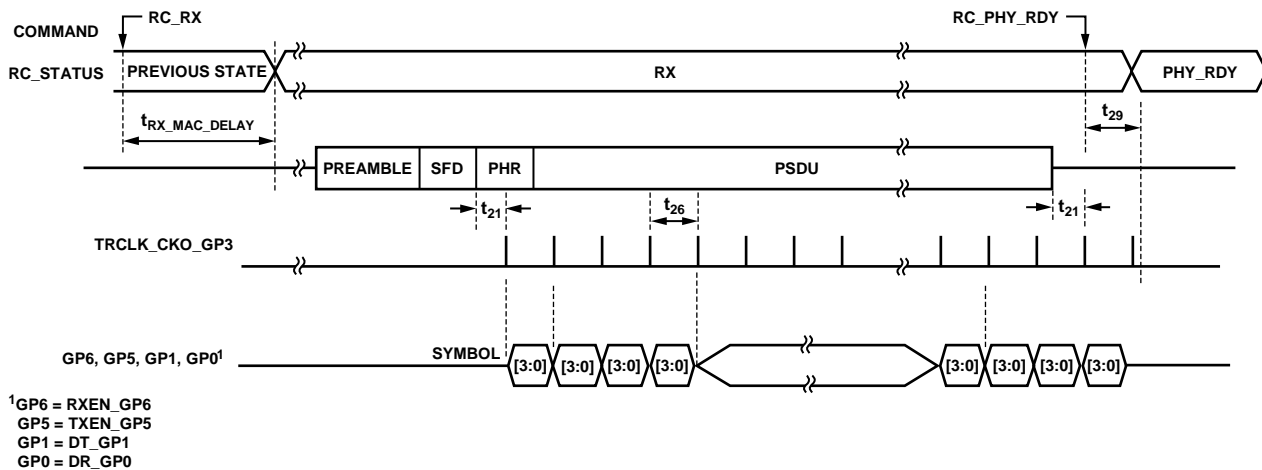 RC_RX
RC_PHY_RDY
COMMAND
RC_STATUS
PREVIOUS STATE
RX
PHY_RDY
tRX_MAC_DELAY
t29
PREAMBLE
SFD
PHR
PSDU
t21
t26
t21
TRCLK_CKO_GP3
GP6, GP5, GP1, GP0¹
SYMBOL
[3:0]
[3:0]
[3:0]
[3:0]
[3:0]
[3:0]
[3:0]
[3:0]
¹GP6 = RXEN_GP6
GP5 = TXEN_GP5
GP1 = DT_GP1
GP0 = DR_GP0